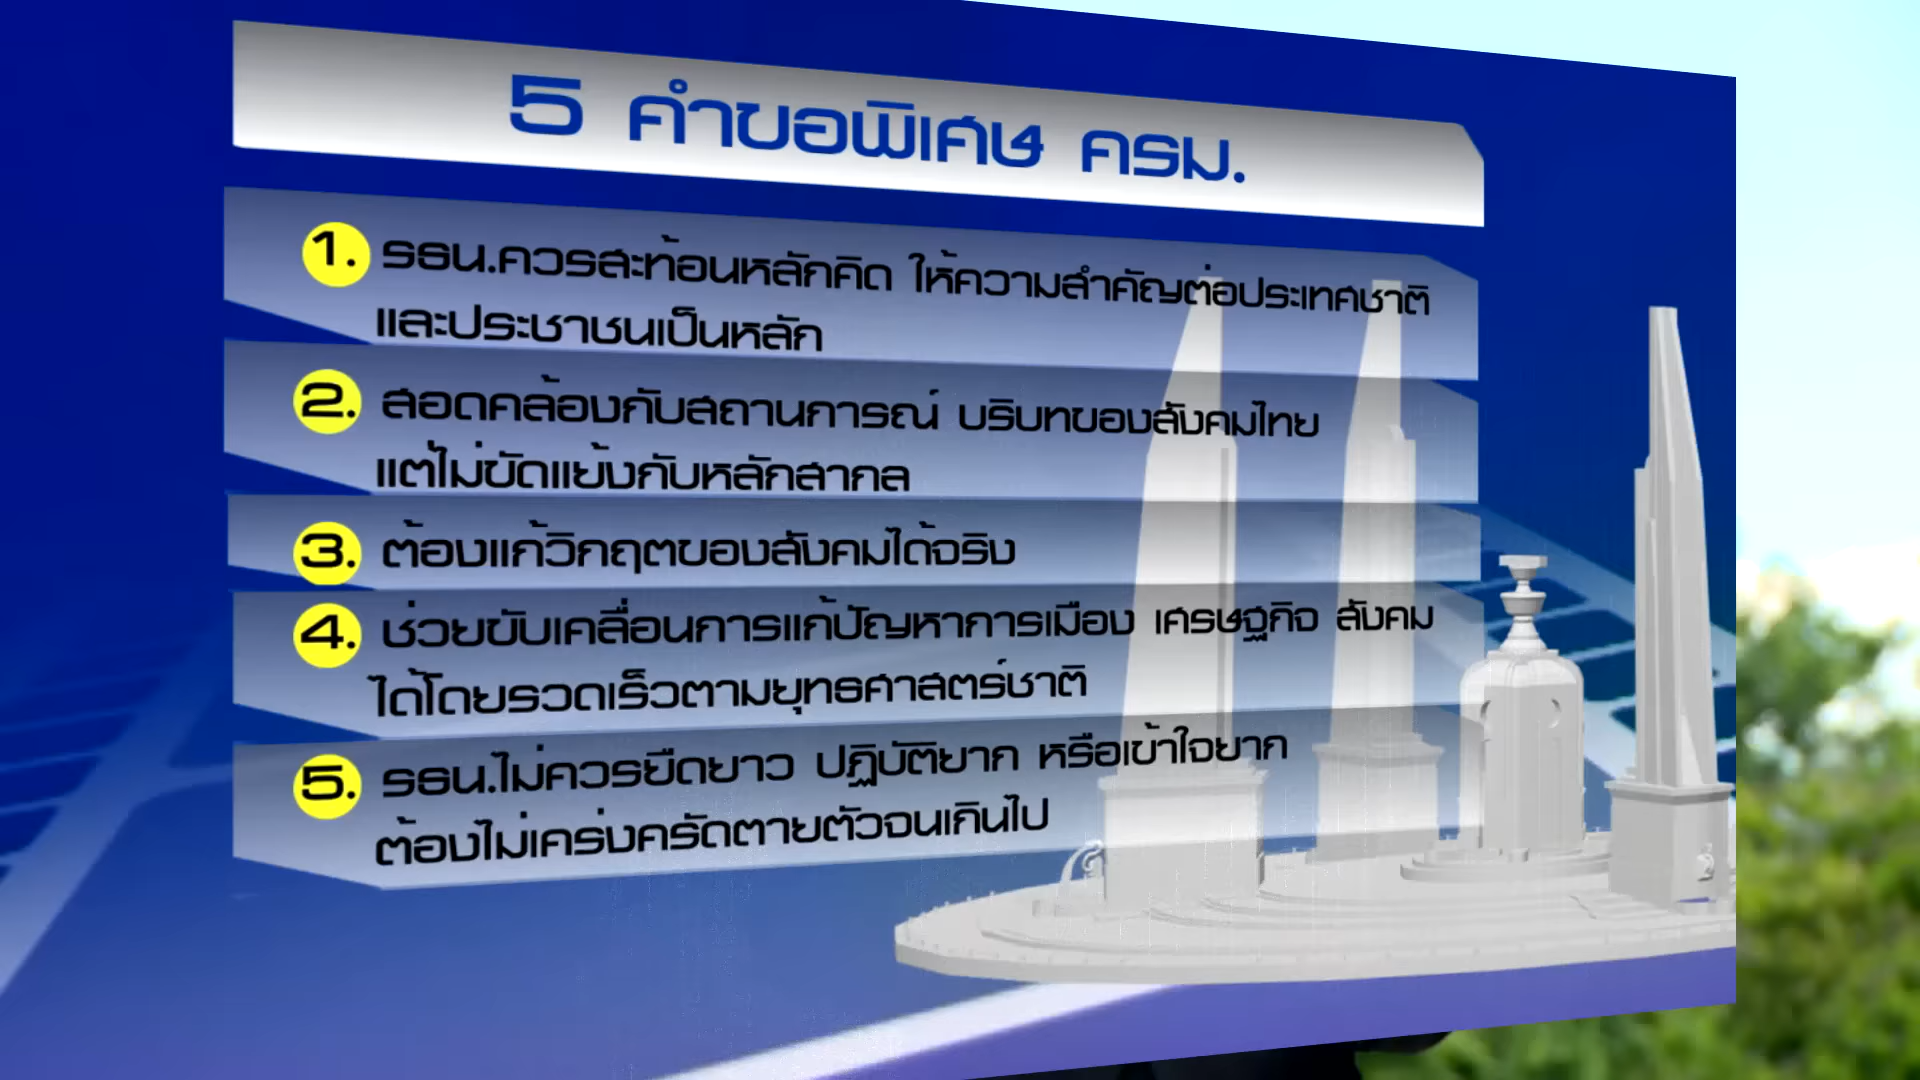 5 คำขอพิเศษ ครม.
1. รธน.ควรสะท้อนหลักคิด ให้ความสำคัญต่อประเทศชาติ
และประชาชนเป็นหลัก
2. สอดคล้องกับสถานการณ์ บริบทของสังคมไทย
แต่ไม่ขัดแย้งกับหลักสากล
3. ต้องแก้วิกฤตของสังคมได้จริง
4. ช่วยขับเคลื่อนการแก้ปัญหาการเมือง เศรษฐกิจ สังคม
ได้โดยรวดเร็วตามยุทธศาสตร์ชาติ
5. รธน.ไม่ควรยืดยาว ปฏิบัติยาก หรือเข้าใจยาก
ต้องไม่เคร่งครัดตายตัวจนเกินไป